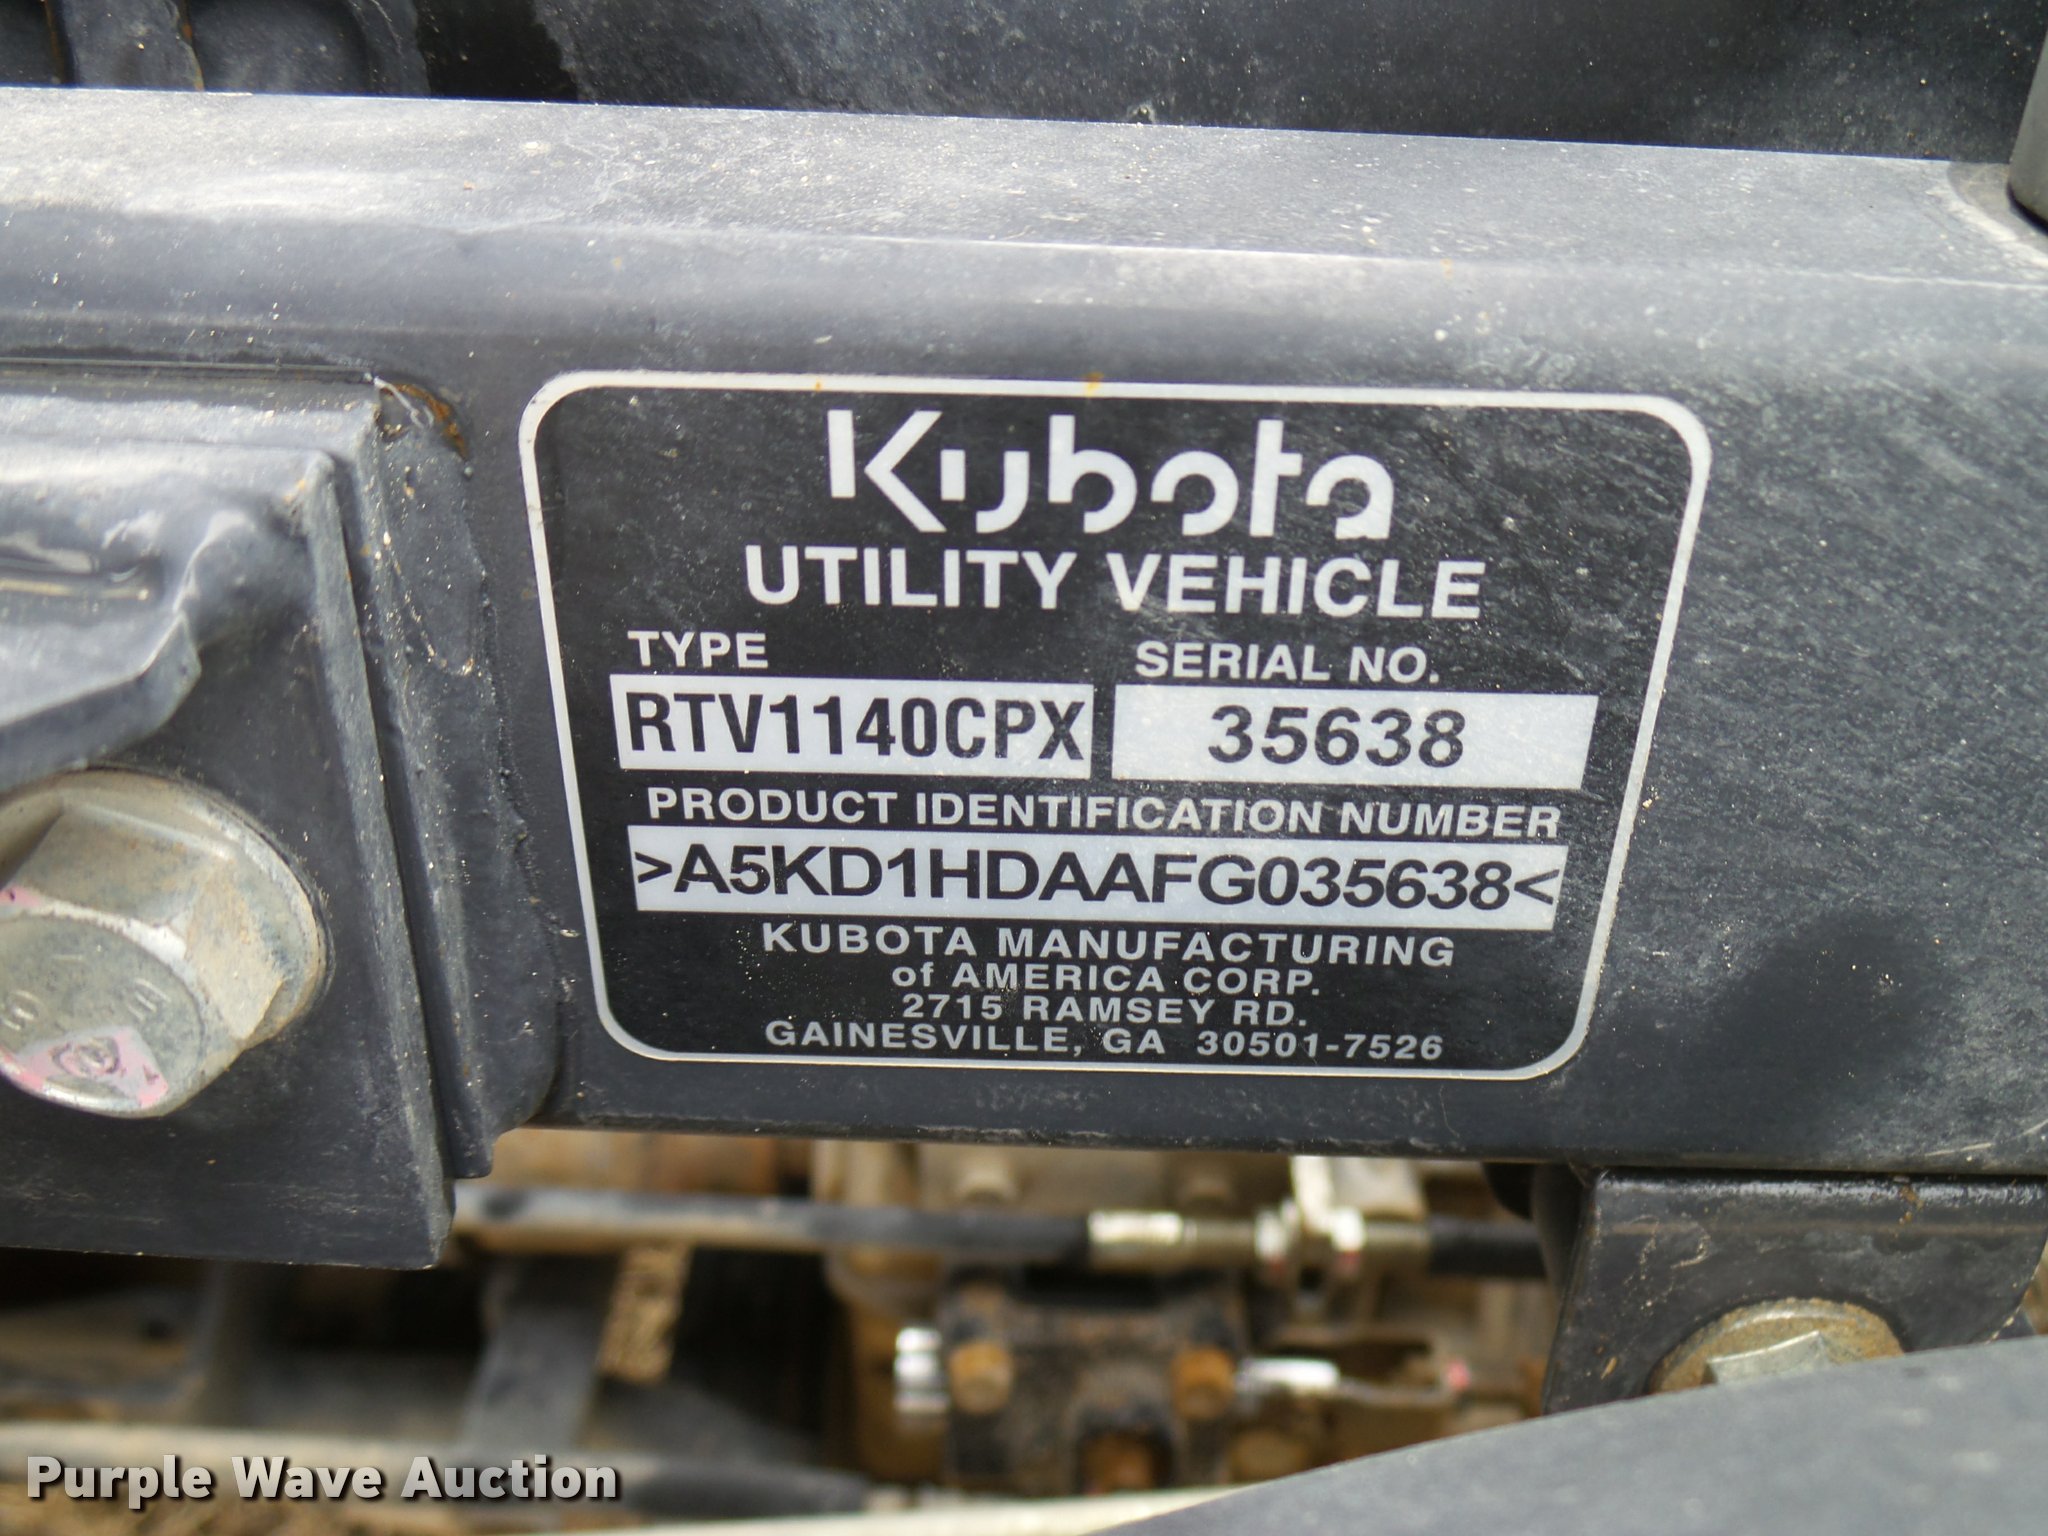 Kubota
UTILITY VEHICLE
TYPE SERIAL NO.
RTV1140CPX 35638
PRODUCT IDENTIFICATION NUMBER
>A5KD1HDAAFG035638<
KUBOTA MANUFACTURING
of AMERICA CORP.
2715 RAMSEY RD.
GAINESVILLE, GA 30501-7526
Purple Wave Auction